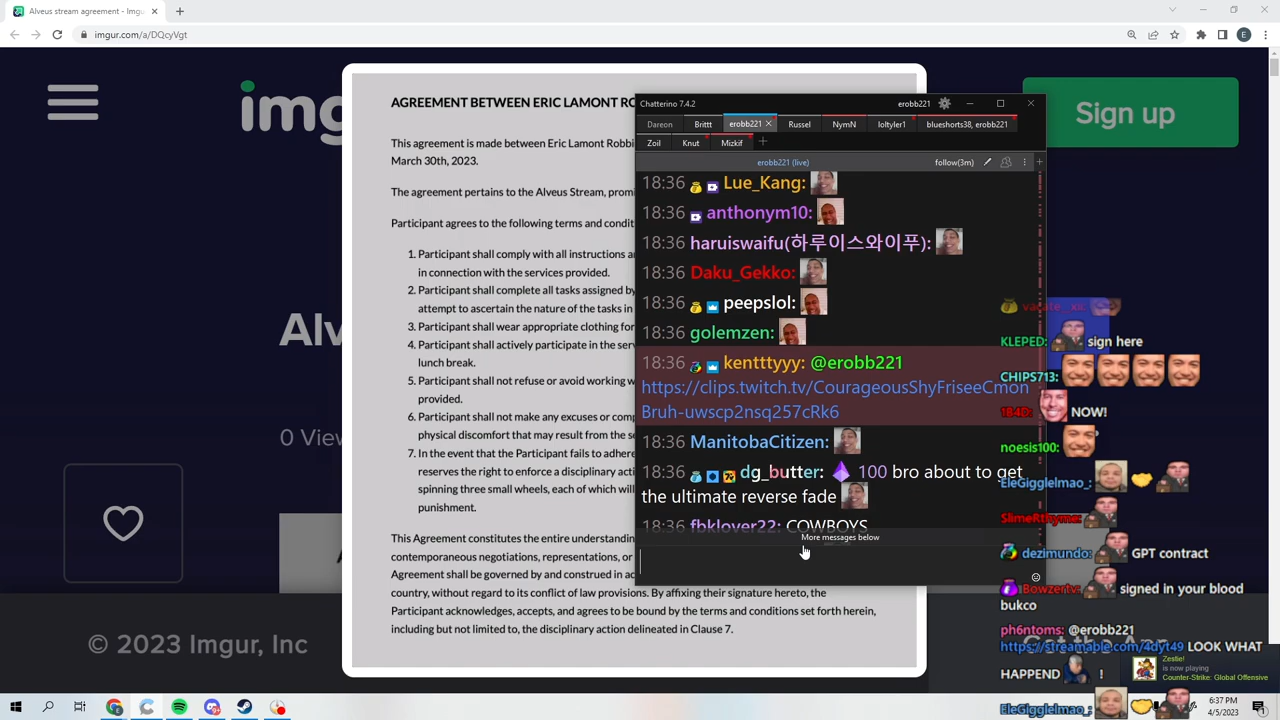 Alveus stream agreement - Imgu
imgur.com/a/DQcyVgt
E
img
Sign up
AGREEMENT BETWEEN ERIC LAMONT RO
This agreement is made between Eric Lamont Robbi
March 30th, 2023.
The agreement pertains to the Alveus Stream, promi
Participant agrees to the following terms and condit
1. Participant shall comply with all instructions a
in connection with the services provided.
2. Participant shall complete all tasks assigned by
attempt to ascertain the nature of the tasks in
3. Participant shall wear appropriate clothing for
4. Participant shall actively participate in the serv
lunch break.
5. Participant shall not refuse or avoid working w
provided.
6. Participant shall not make any excuses or comp
physical discomfort that may result from the se
7. In the event that the Participant fails to adhere
reserves the right to enforce a disciplinary acti
spinning three small wheels, each of which will
punishment.
This Agreement constitutes the entire understanding
contemporaneous negotiations, representations, or
Agreement shall be governed by and construed in ac
country, without regard to its conflict of law provisions. By affixing their signature hereto, the
Participant acknowledges, accepts, and agrees to be bound by the terms and conditions set forth herein,
including but not limited to, the disciplinary action delineated in Clause 7.
Alv
0 View
© 2023 Imgur, Inc
Chatterino 7.4.2
erobb221
Dareon Brittt erobb221 Russel NymN loltyler1 blueshorts38, erobb221
Zoil Knut Mizkif
erobb221 (live)
follow(3m)
18:36 Lue_Kang:
18:36 anthonym10:
18:36 haruiswaifu(하루이스와이푸):
18:36 Daku_Gekko:
18:36 peepslol:
18:36 golemzen:
18:36 kentttyyy: @erobb221
https://clips.twitch.tv/CourageousShyFriseeCmon
Bruh-uwscp2nsq257cRk6
18:36 ManitobaCitizen:
18:36 dg_butter: 100 bro about to get
the ultimate reverse fade
18:36 fbklover22: COWBOYS
More messages below
KLEPED: sign here
CHIPS713:
1B4D: NOW!
noesis100:
EleGigglelmao_:
SlimeRthyme:
dezimundo: GPT contract
Bowzertv: signed in your blood
bukco
ph6ntoms: @erobb221
https://streamable.com/4dyt49 LOOK WHAT
HAPPEND !
EleGigglelmao_:
Zestle!
is now playing
Counter-Strike: Global Offensive
6:37 PM
4/5/2023